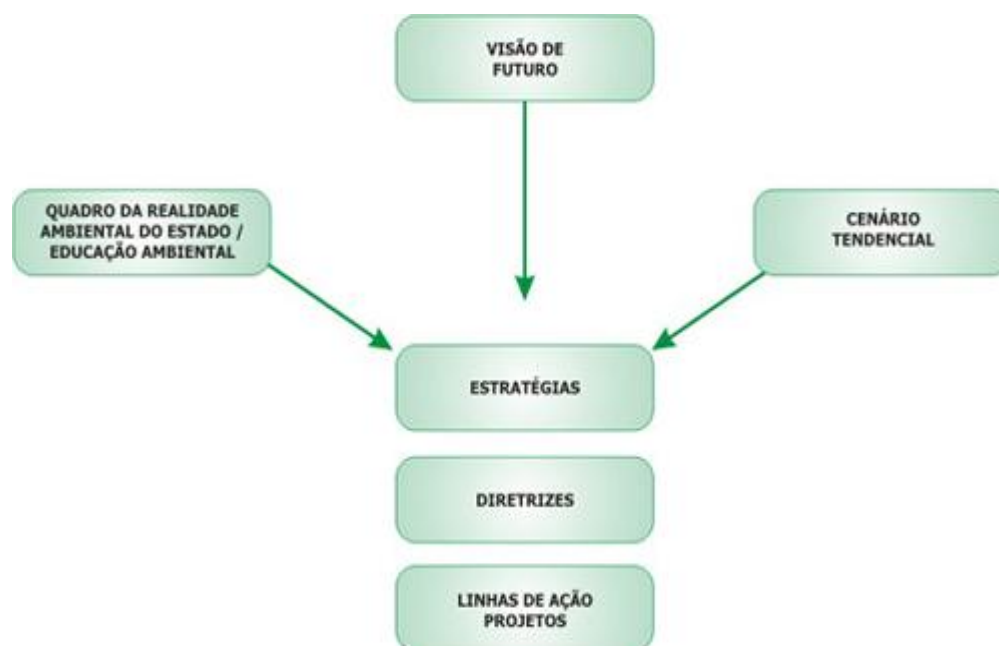 VISÃO DE
FUTURO
QUADRO DA REALIDADE
AMBIENTAL DO ESTADO /
EDUCAÇÃO AMBIENTAL
CENÁRIO
TENDENCIAL
ESTRATÉGIAS
DIRETRIZES
LINHAS DE AÇÃO
PROJETOS